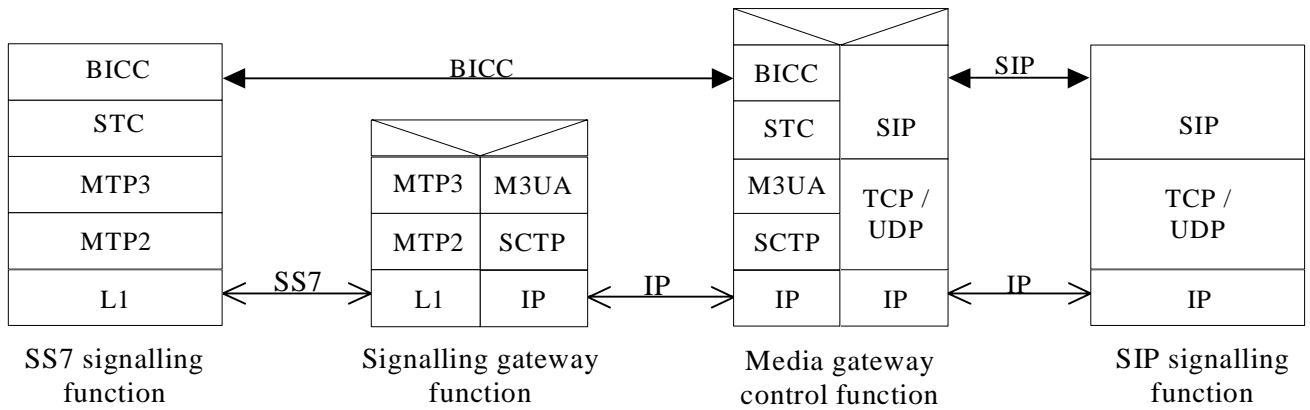 BICC
STC
MTP3
MTP2
L1
SS7 signalling
function
BICC
SS7
MTP3
M3UA
MTP2
SCTP
L1
IP
Signalling gateway
function
IP
BICC
STC
SIP
M3UA
TCP /
UDP
SCTP
IP
IP
Media gateway
control function
SIP
IP
SIP
TCP /
UDP
IP
SIP signalling
function